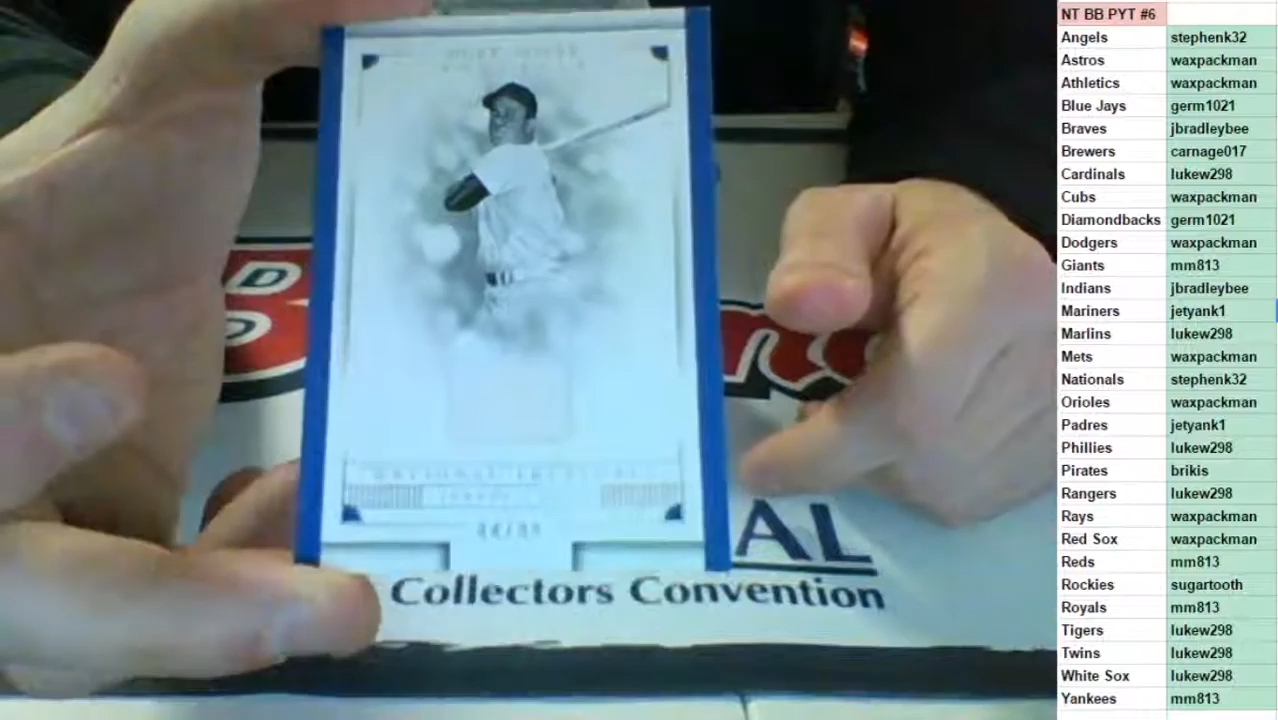 NT BB PYT #6
Angels stephenk32
Astros waxpackman
Athletics waxpackman
Blue Jays germ1021
Braves jbradleybee
Brewers carnage017
Cardinals lukew298
Cubs waxpackman
Diamondbacks germ1021
Dodgers waxpackman
Giants mm813
Indians jbradleybee
Mariners jetyank1
Marlins lukew298
Mets waxpackman
Nationals stephenk32
Orioles waxpackman
Padres jetyank1
Phillies lukew298
Pirates brikis
Rangers lukew298
Rays waxpackman
Red Sox waxpackman
Reds mm813
Rockies sugartooth
Royals mm813
Tigers lukew298
Twins lukew298
White Sox lukew298
Yankees mm813
AL
Collectors Convention